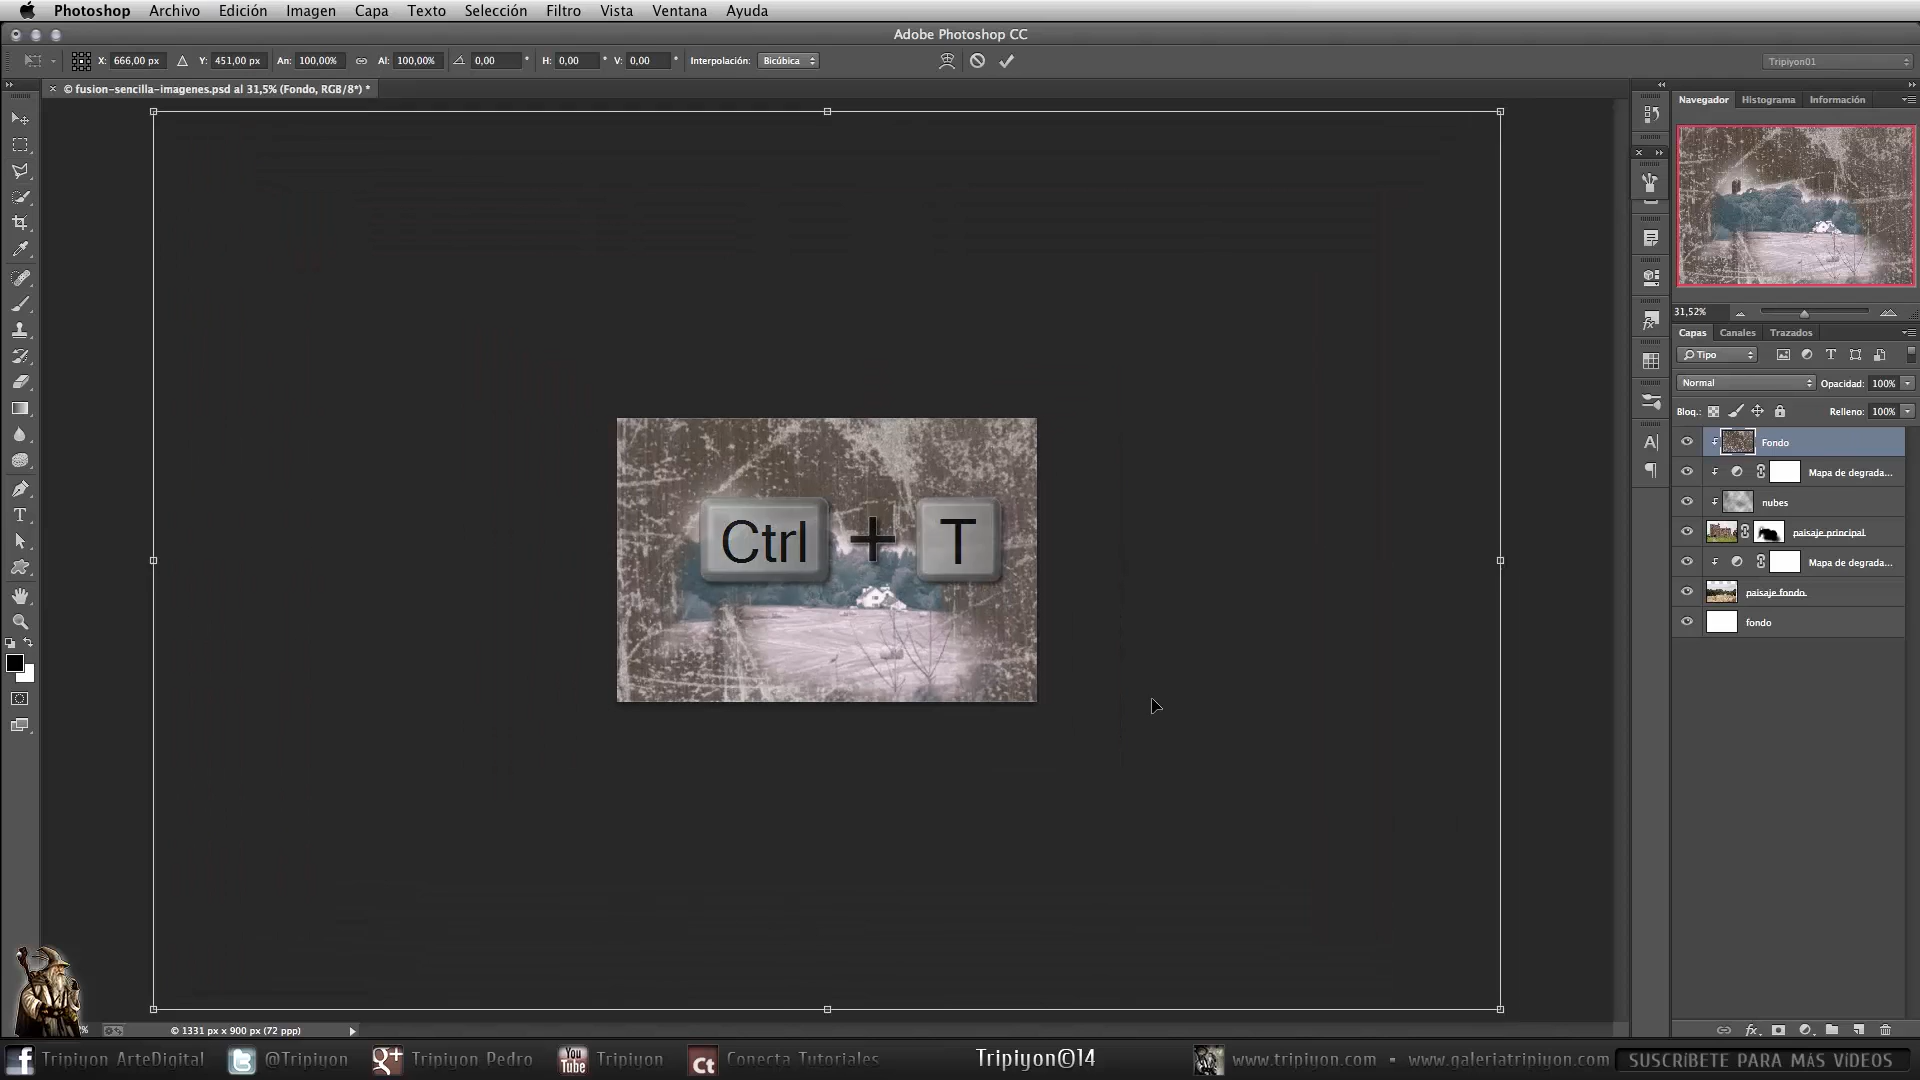 Photoshop Archivo Edición Imagen Capa Texto Selección Filtro Vista Ventana Ayuda
Adobe Photoshop CC
X: 666,00 px Y: 451,00 px An: 100,00% Al: 100,00% 0,00 ° H: 0,00 ° V: 0,00 ° Interpolación: Bicúbica Tripiyon01
× © fusion-sencilla-imagenes.psd al 31,5% (Fondo, RGB/8*) *
Navegador Histograma Información
31,52%
Capas Canales Trazados
Tipo
Normal Opacidad: 100%
Bloq.: Relleno: 100%
Fondo
Mapa de degrada...
nubes
paisaje principal
Mapa de degrada...
paisaje fondo
fondo
Ctrl + T
© 1331 px x 900 px (72 ppp)
Tripiyon ArteDigital @Tripiyon Tripiyon Pedro You Tube Tripiyon Ct Conecta Tutoriales Tripiyon©14 www.tripiyon.com - www.galeriatripiyon.com SUSCRÍBETE PARA MÁS VÍDEOS